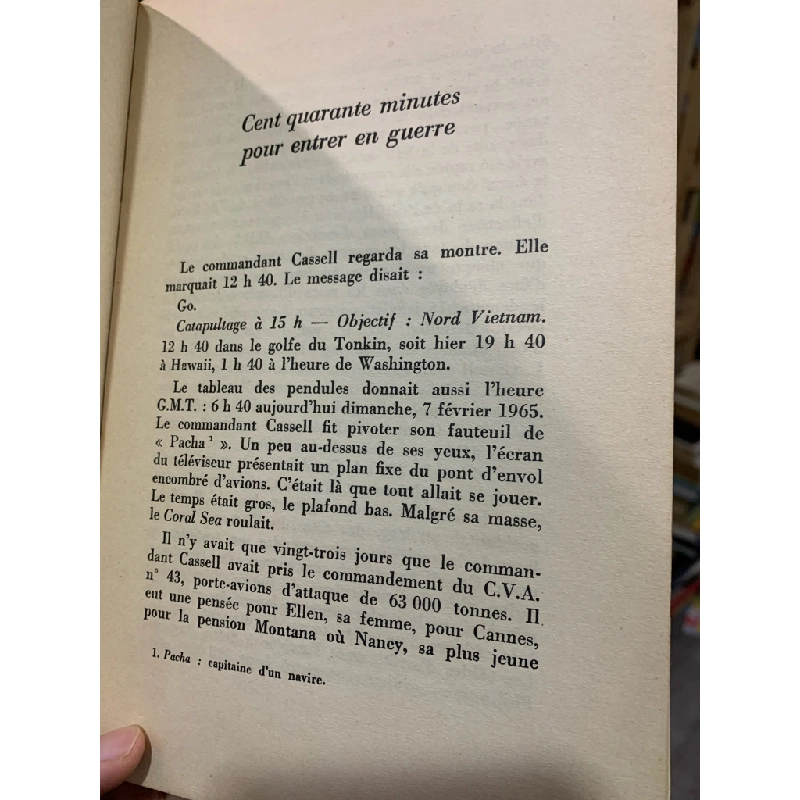 Cent quarante minutes
pour entrer en guerre
Le commandant Cassell regarda sa montre. Elle
marquait 12 h 40. Le message disait :
Go.
Catapultage à 15 h — Objectif : Nord Vietnam.
12 h 40 dans le golfe du Tonkin, soit hier 19 h 40
à Hawaii, 1 h 40 à l'heure de Washington.
Le tableau des pendules donnait aussi l'heure
G.M.T. : 6 h 40 aujourd'hui dimanche, 7 février 1965.
Le commandant Cassell fit pivoter son fauteuil de
« Pacha ¹ ». Un peu au-dessus de ses yeux, l'écran
du téléviseur présentait un plan fixe du pont d'envol
encombré d'avions. C'était là que tout allait se jouer.
Le temps était gros, le plafond bas. Malgré sa masse,
le Coral Sea roulait.
Il n'y avait que vingt-trois jours que le comman-
dant Cassell avait pris le commandement du C.V.A.
n° 43, porte-avions d'attaque de 63 000 tonnes. Il
eut une pensée pour Ellen, sa femme, pour Cannes,
pour la pension Montana où Nancy, sa plus jeune
1. Pacha : capitaine d'un navire.